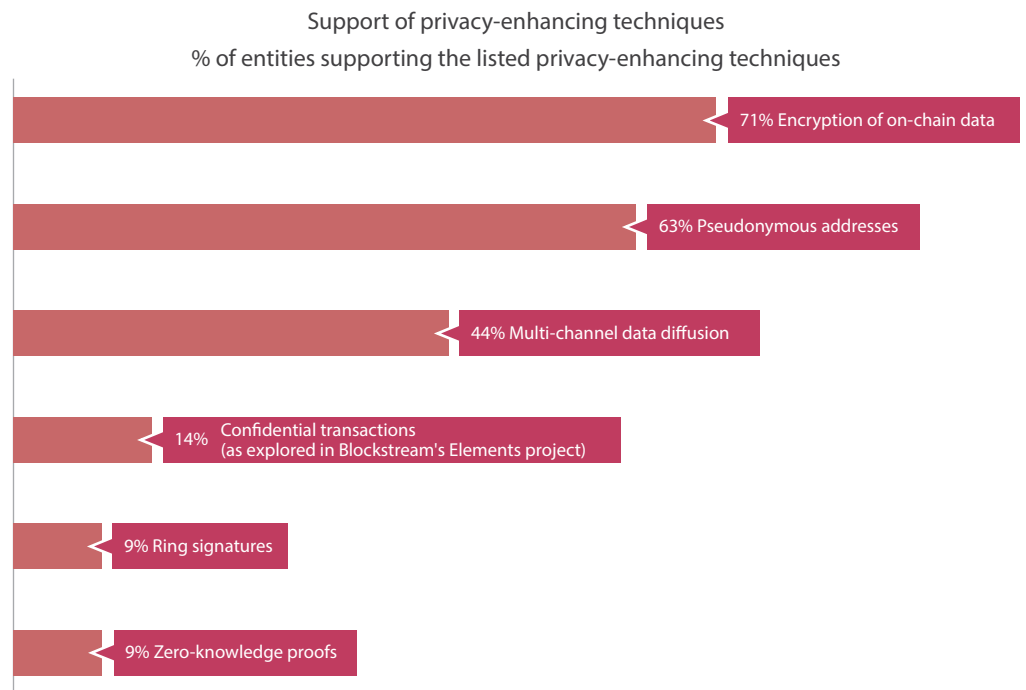 Support of privacy-enhancing techniques
% of entities supporting the listed privacy-enhancing techniques
71% Encryption of on-chain data
63% Pseudonymous addresses
44% Multi-channel data diffusion
14% Confidential transactions
(as explored in Blockstream's Elements project)
9% Ring signatures
9% Zero-knowledge proofs